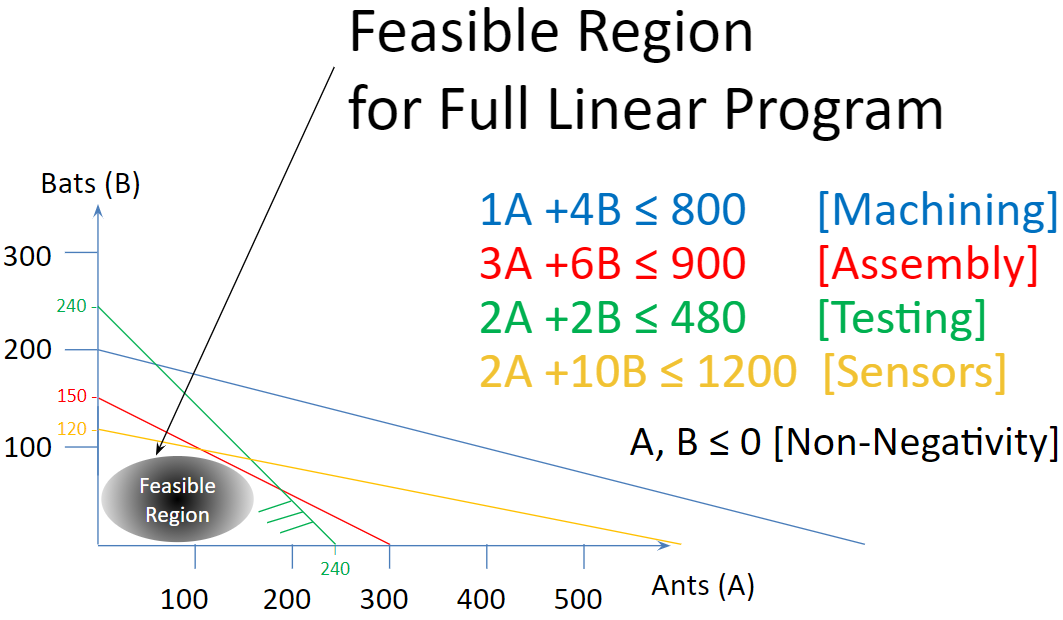 Feasible Region
for Full Linear Program
Bats (B)
1A +4B ≤ 800 [Machining]
3A +6B ≤ 900 [Assembly]
2A +2B ≤ 480 [Testing]
2A +10B ≤ 1200 [Sensors]
A, B ≤ 0 [Non-Negativity]
300
240
200
150
120
100
Feasible
Region
240
100 200 300 400 500
Ants (A)